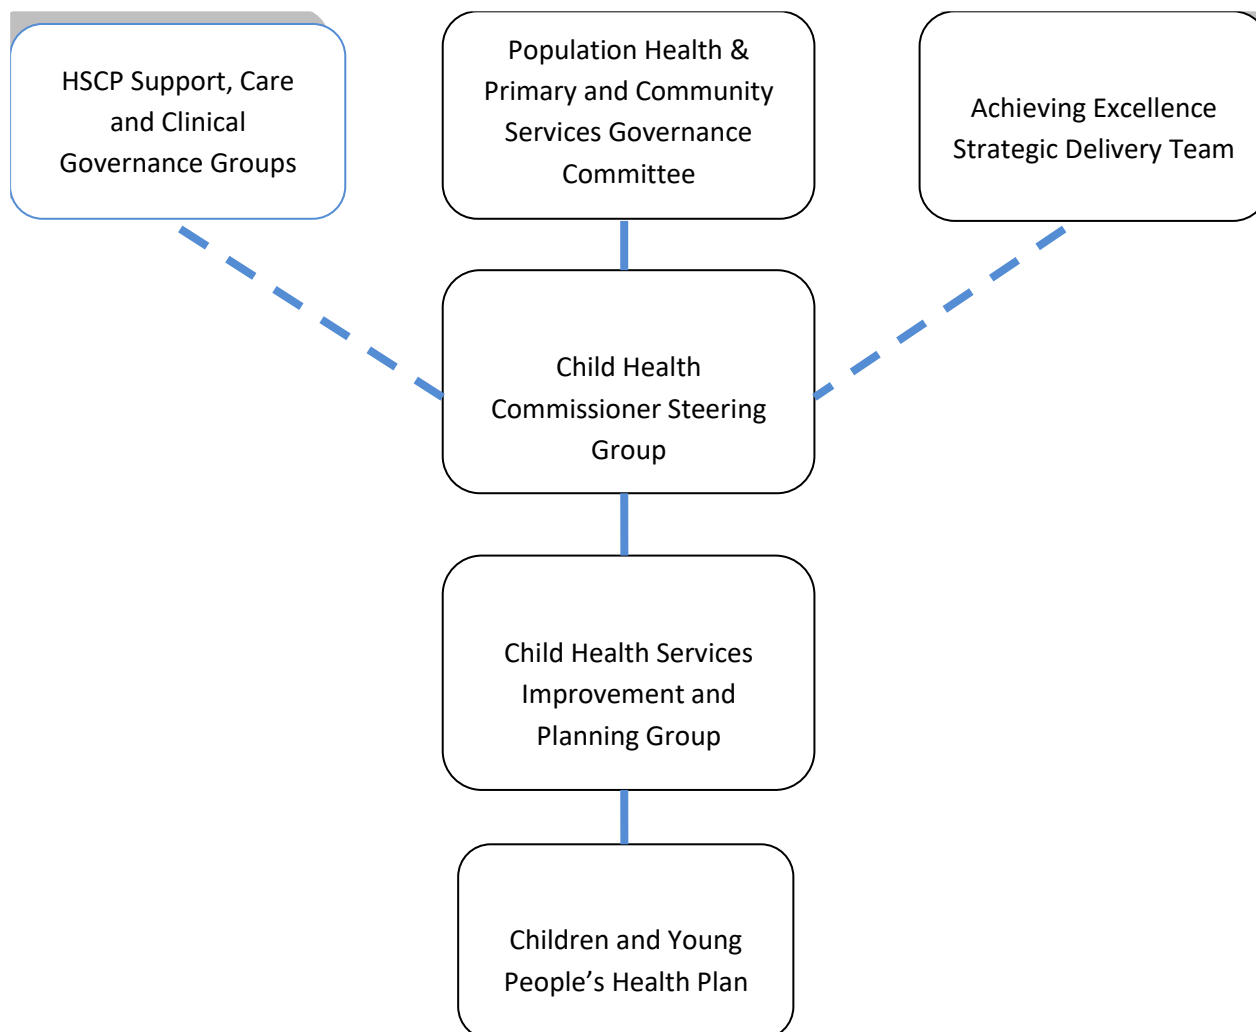 HSCP Support, Care
and Clinical
Governance Groups
Population Health &
Primary and Community
Services Governance
Committee
Achieving Excellence
Strategic Delivery Team
Child Health
Commissioner Steering
Group
Child Health Services
Improvement and
Planning Group
Children and Young
People’s Health Plan